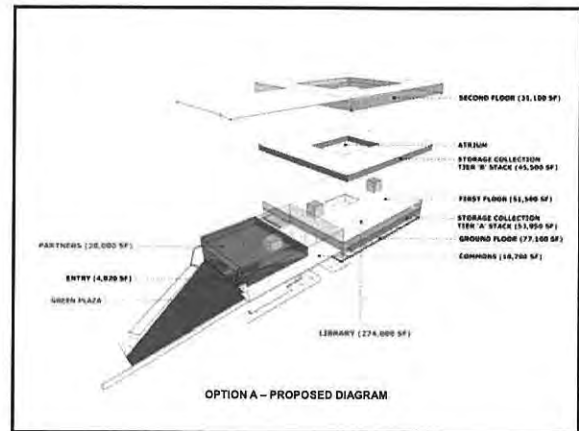 SECOND FLOOR (31,100 SF)
ATRIUM
STORAGE COLLECTION
TIER 'B' STACK (45,500 SF)
FIRST FLOOR (51,500 SF)
STORAGE COLLECTION
TIER 'A' STACK (53,950 SF)
GROUND FLOOR (77,100 SF)
COMMONS (18,700 SF)
PARTNERS (20,000 SF)
ENTRY (4,820 SF)
GREEN PLAZA
LIBRARY (274,000 SF)
OPTION A – PROPOSED DIAGRAM